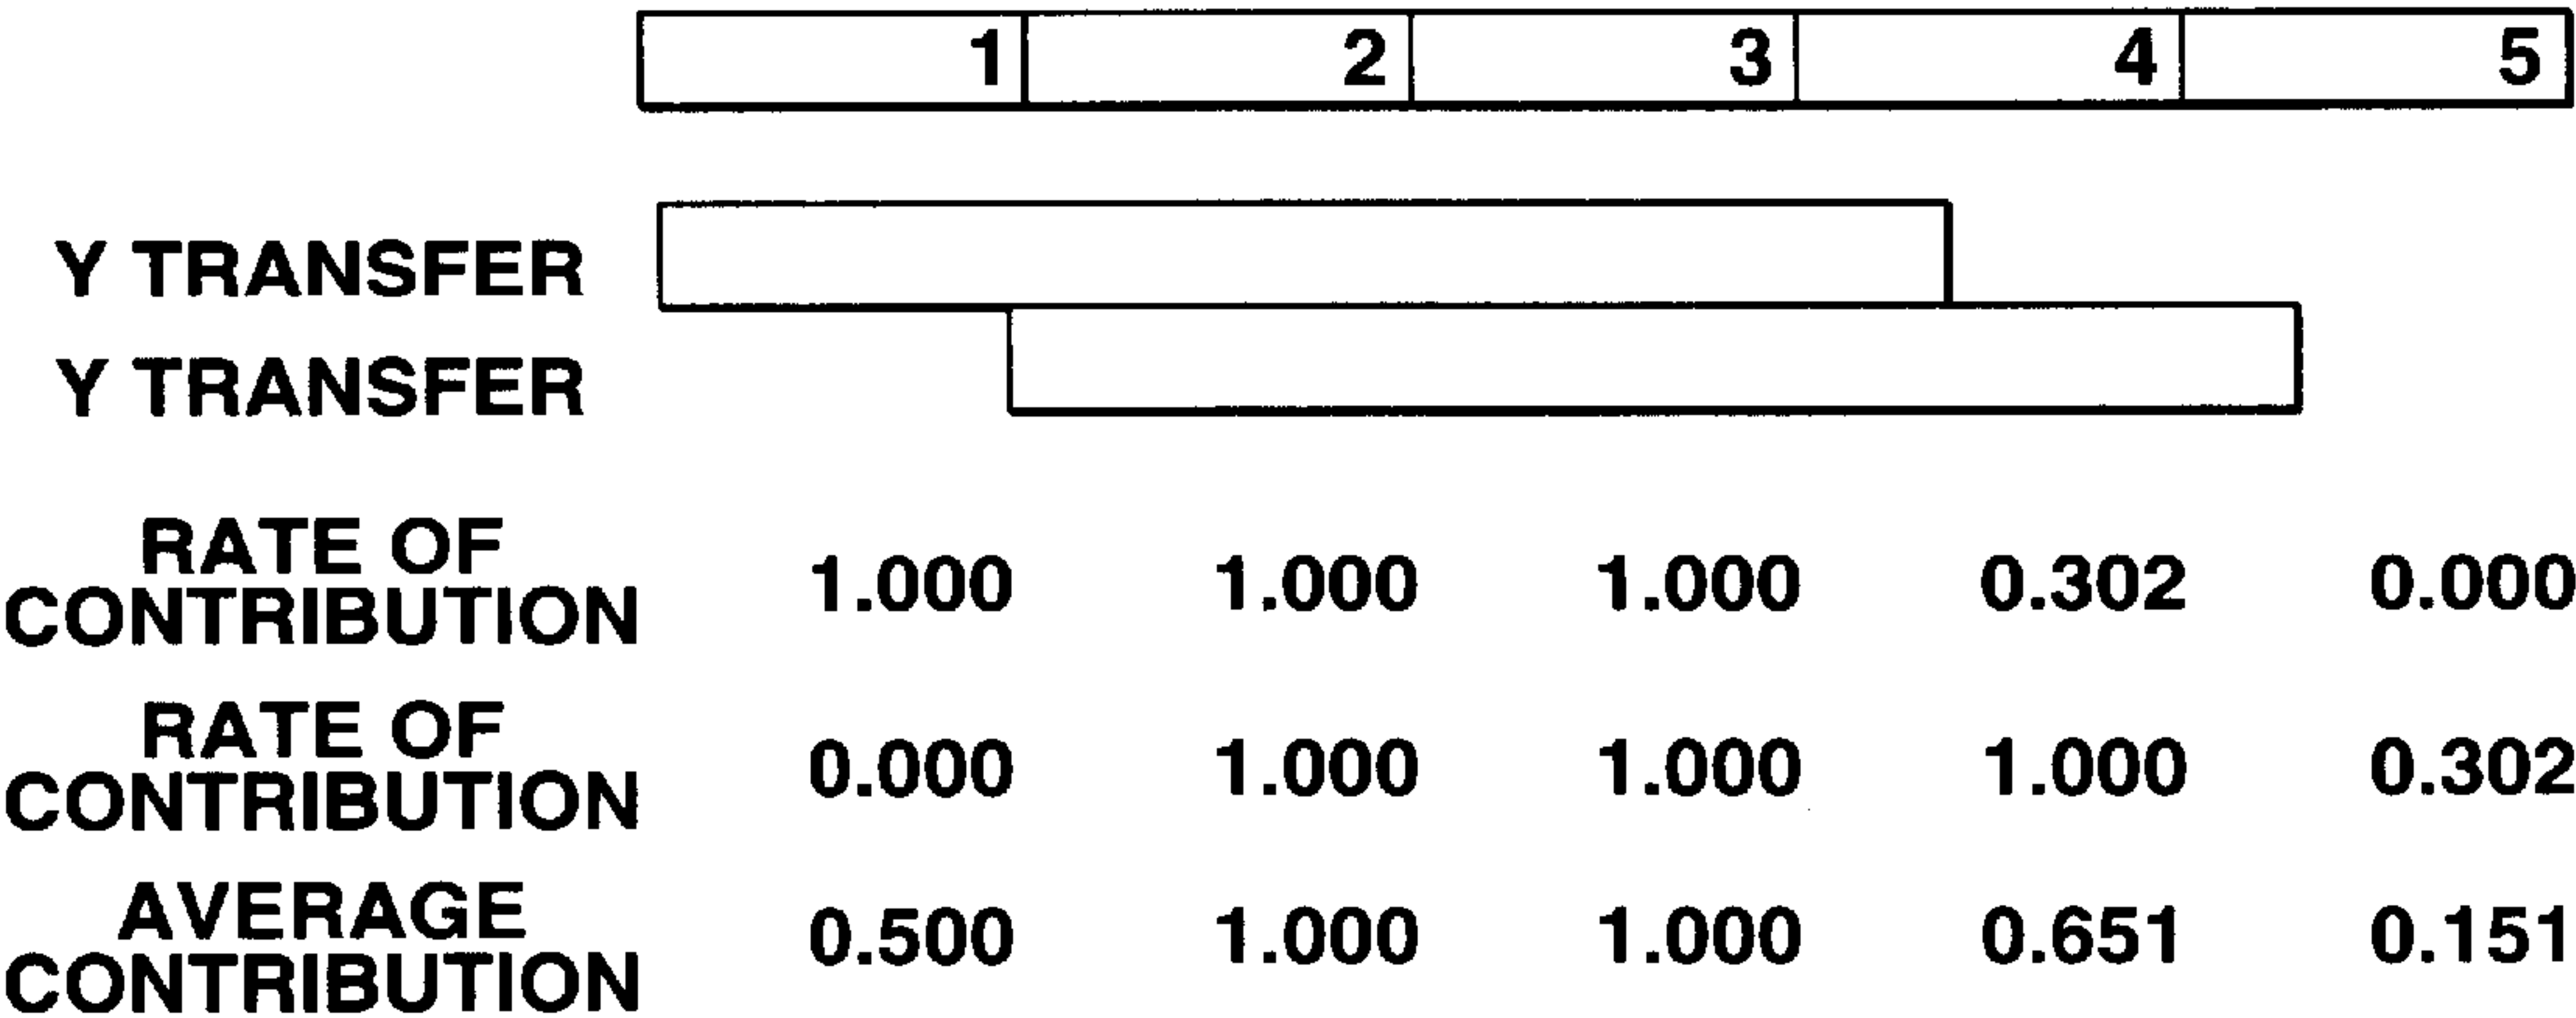 1 2 3 4 5
Y TRANSFER
Y TRANSFER
RATE OF
CONTRIBUTION 1.000 1.000 1.000 0.302 0.000
RATE OF
CONTRIBUTION 0.000 1.000 1.000 1.000 0.302
AVERAGE
CONTRIBUTION 0.500 1.000 1.000 0.651 0.151